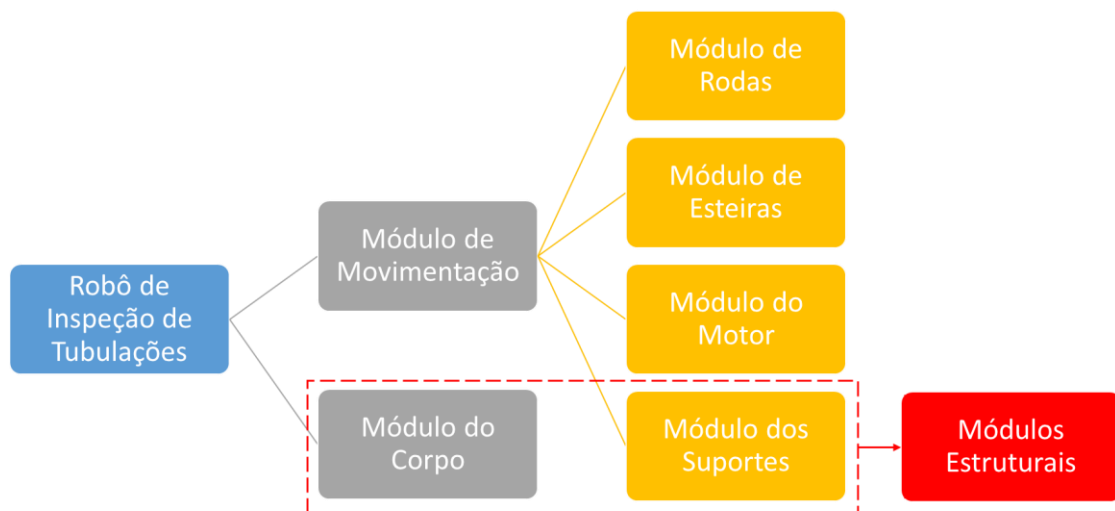 Módulo de
Rodas
Módulo de
Esteiras
Módulo de
Movimentação
Robô de
Inspeção de
Tubulações
Módulo do
Motor
Módulo do
Corpo
Módulo dos
Suportes
Módulos
Estruturais